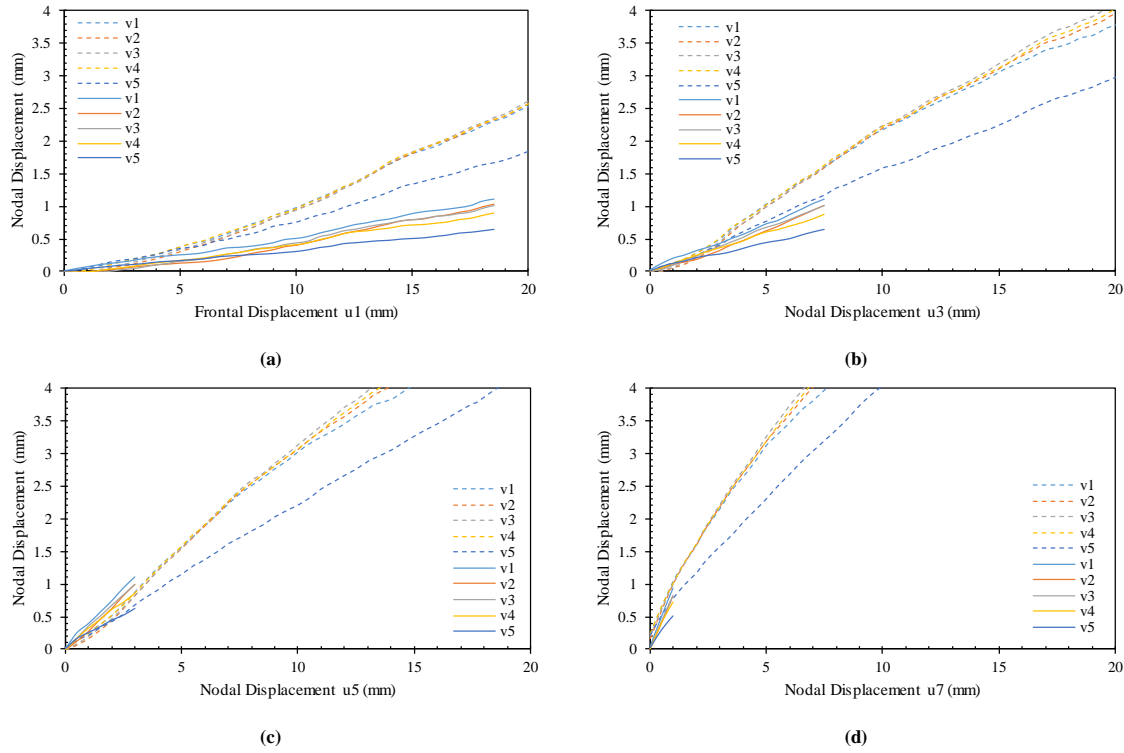 4
3.5
3
2.5
2
1.5
1
0.5
0
Nodal Displacement (mm)
v1
v2
v3
v4
v5
v1
v2
v3
v4
v5
0 5 10 15 20
Frontal Displacement u1 (mm)
(a)
4
3.5
3
2.5
2
1.5
1
0.5
0
Nodal Displacement (mm)
v1
v2
v3
v4
v5
v1
v2
v3
v4
v5
0 5 10 15 20
Nodal Displacement u3 (mm)
(b)
4
3.5
3
2.5
2
1.5
1
0.5
0
Nodal Displacement (mm)
v1
v2
v3
v4
v5
v1
v2
v3
v4
v5
0 5 10 15 20
Nodal Displacement u5 (mm)
(c)
4
3.5
3
2.5
2
1.5
1
0.5
0
Nodal Displacement (mm)
v1
v2
v3
v4
v5
v1
v2
v3
v4
v5
0 5 10 15 20
Nodal Displacement u7 (mm)
(d)